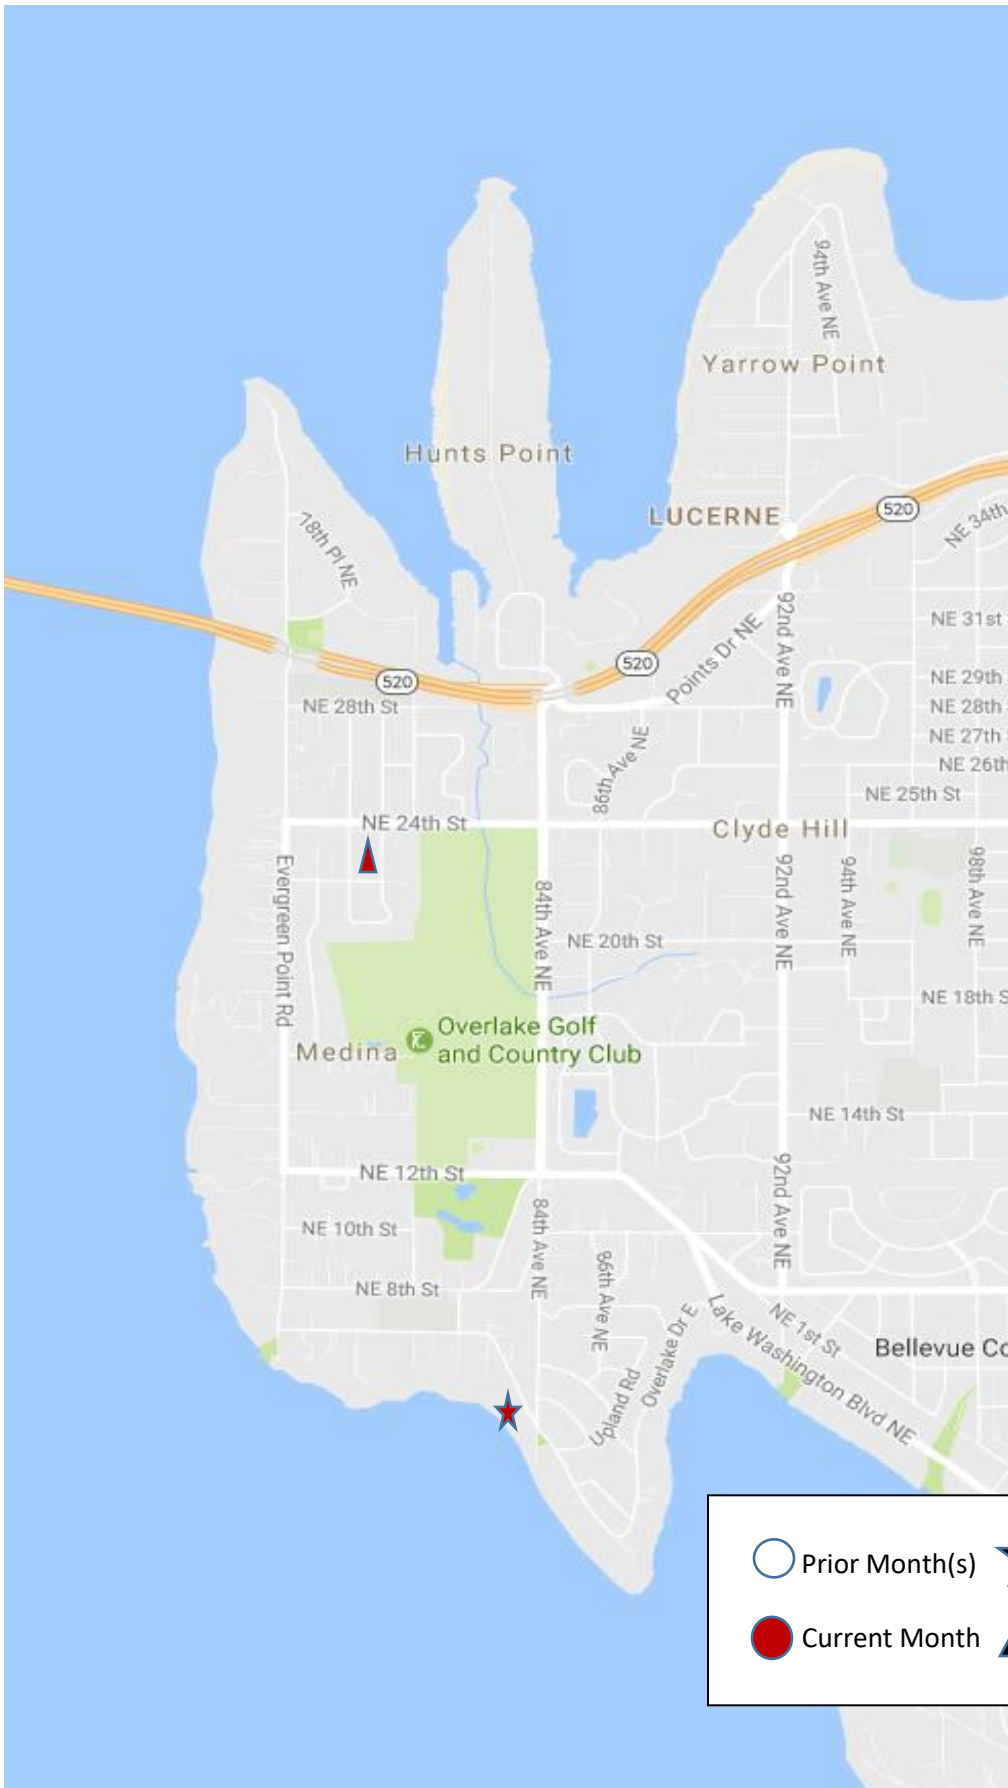 94th Ave NE
Yarrow Point
Hunts Point
LUCERNE
520
NE 34th
78th Pl NE
92nd Ave NE
NE 31st
520
Points Dr NE
520
NE 29th
NE 28th St
NE 28th
86th Ave NE
NE 27th
NE 26th
NE 25th St
NE 24th St
Clyde Hill
Evergreen Point Rd
84th Ave NE
92nd Ave NE
94th Ave NE
98th Ave NE
NE 20th St
NE 18th S
Overlake Golf
and Country Club
Medina
NE 14th St
NE 12th St
92nd Ave NE
84th Ave NE
NE 10th St
86th Ave NE
NE 8th St
Overlake Dr E
Lake Washington Blvd NE
NE 1st St
Bellevue Co
Upland Rd
Prior Month(s)
Current Month